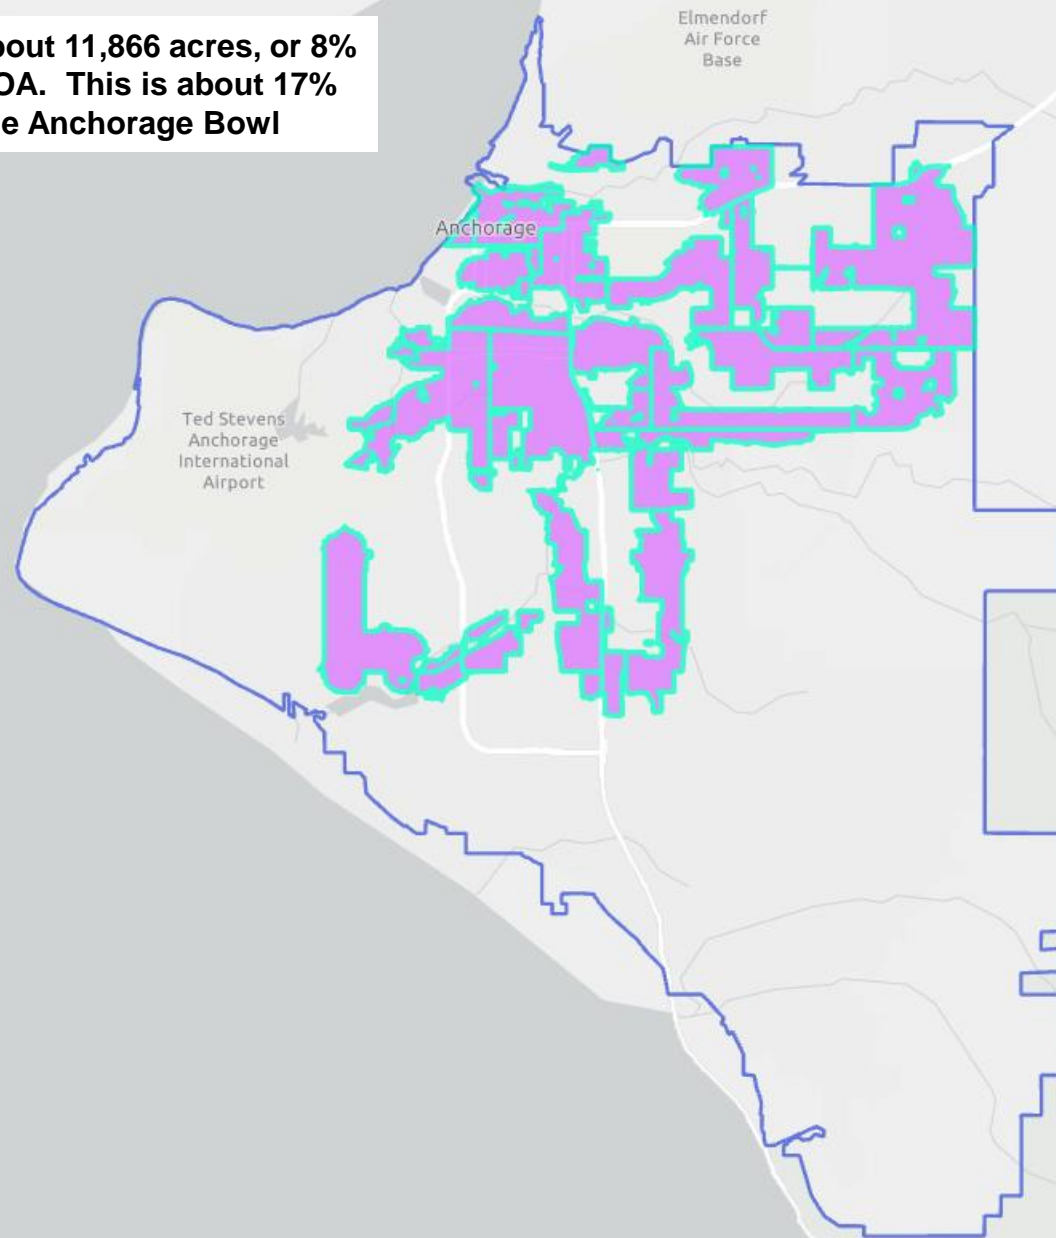 out 11,866 acres, or 8%
OA. This is about 17%
e Anchorage Bowl
Elmendorf
Air Force
Base
Anchorage
Ted Stevens
Anchorage
International
Airport